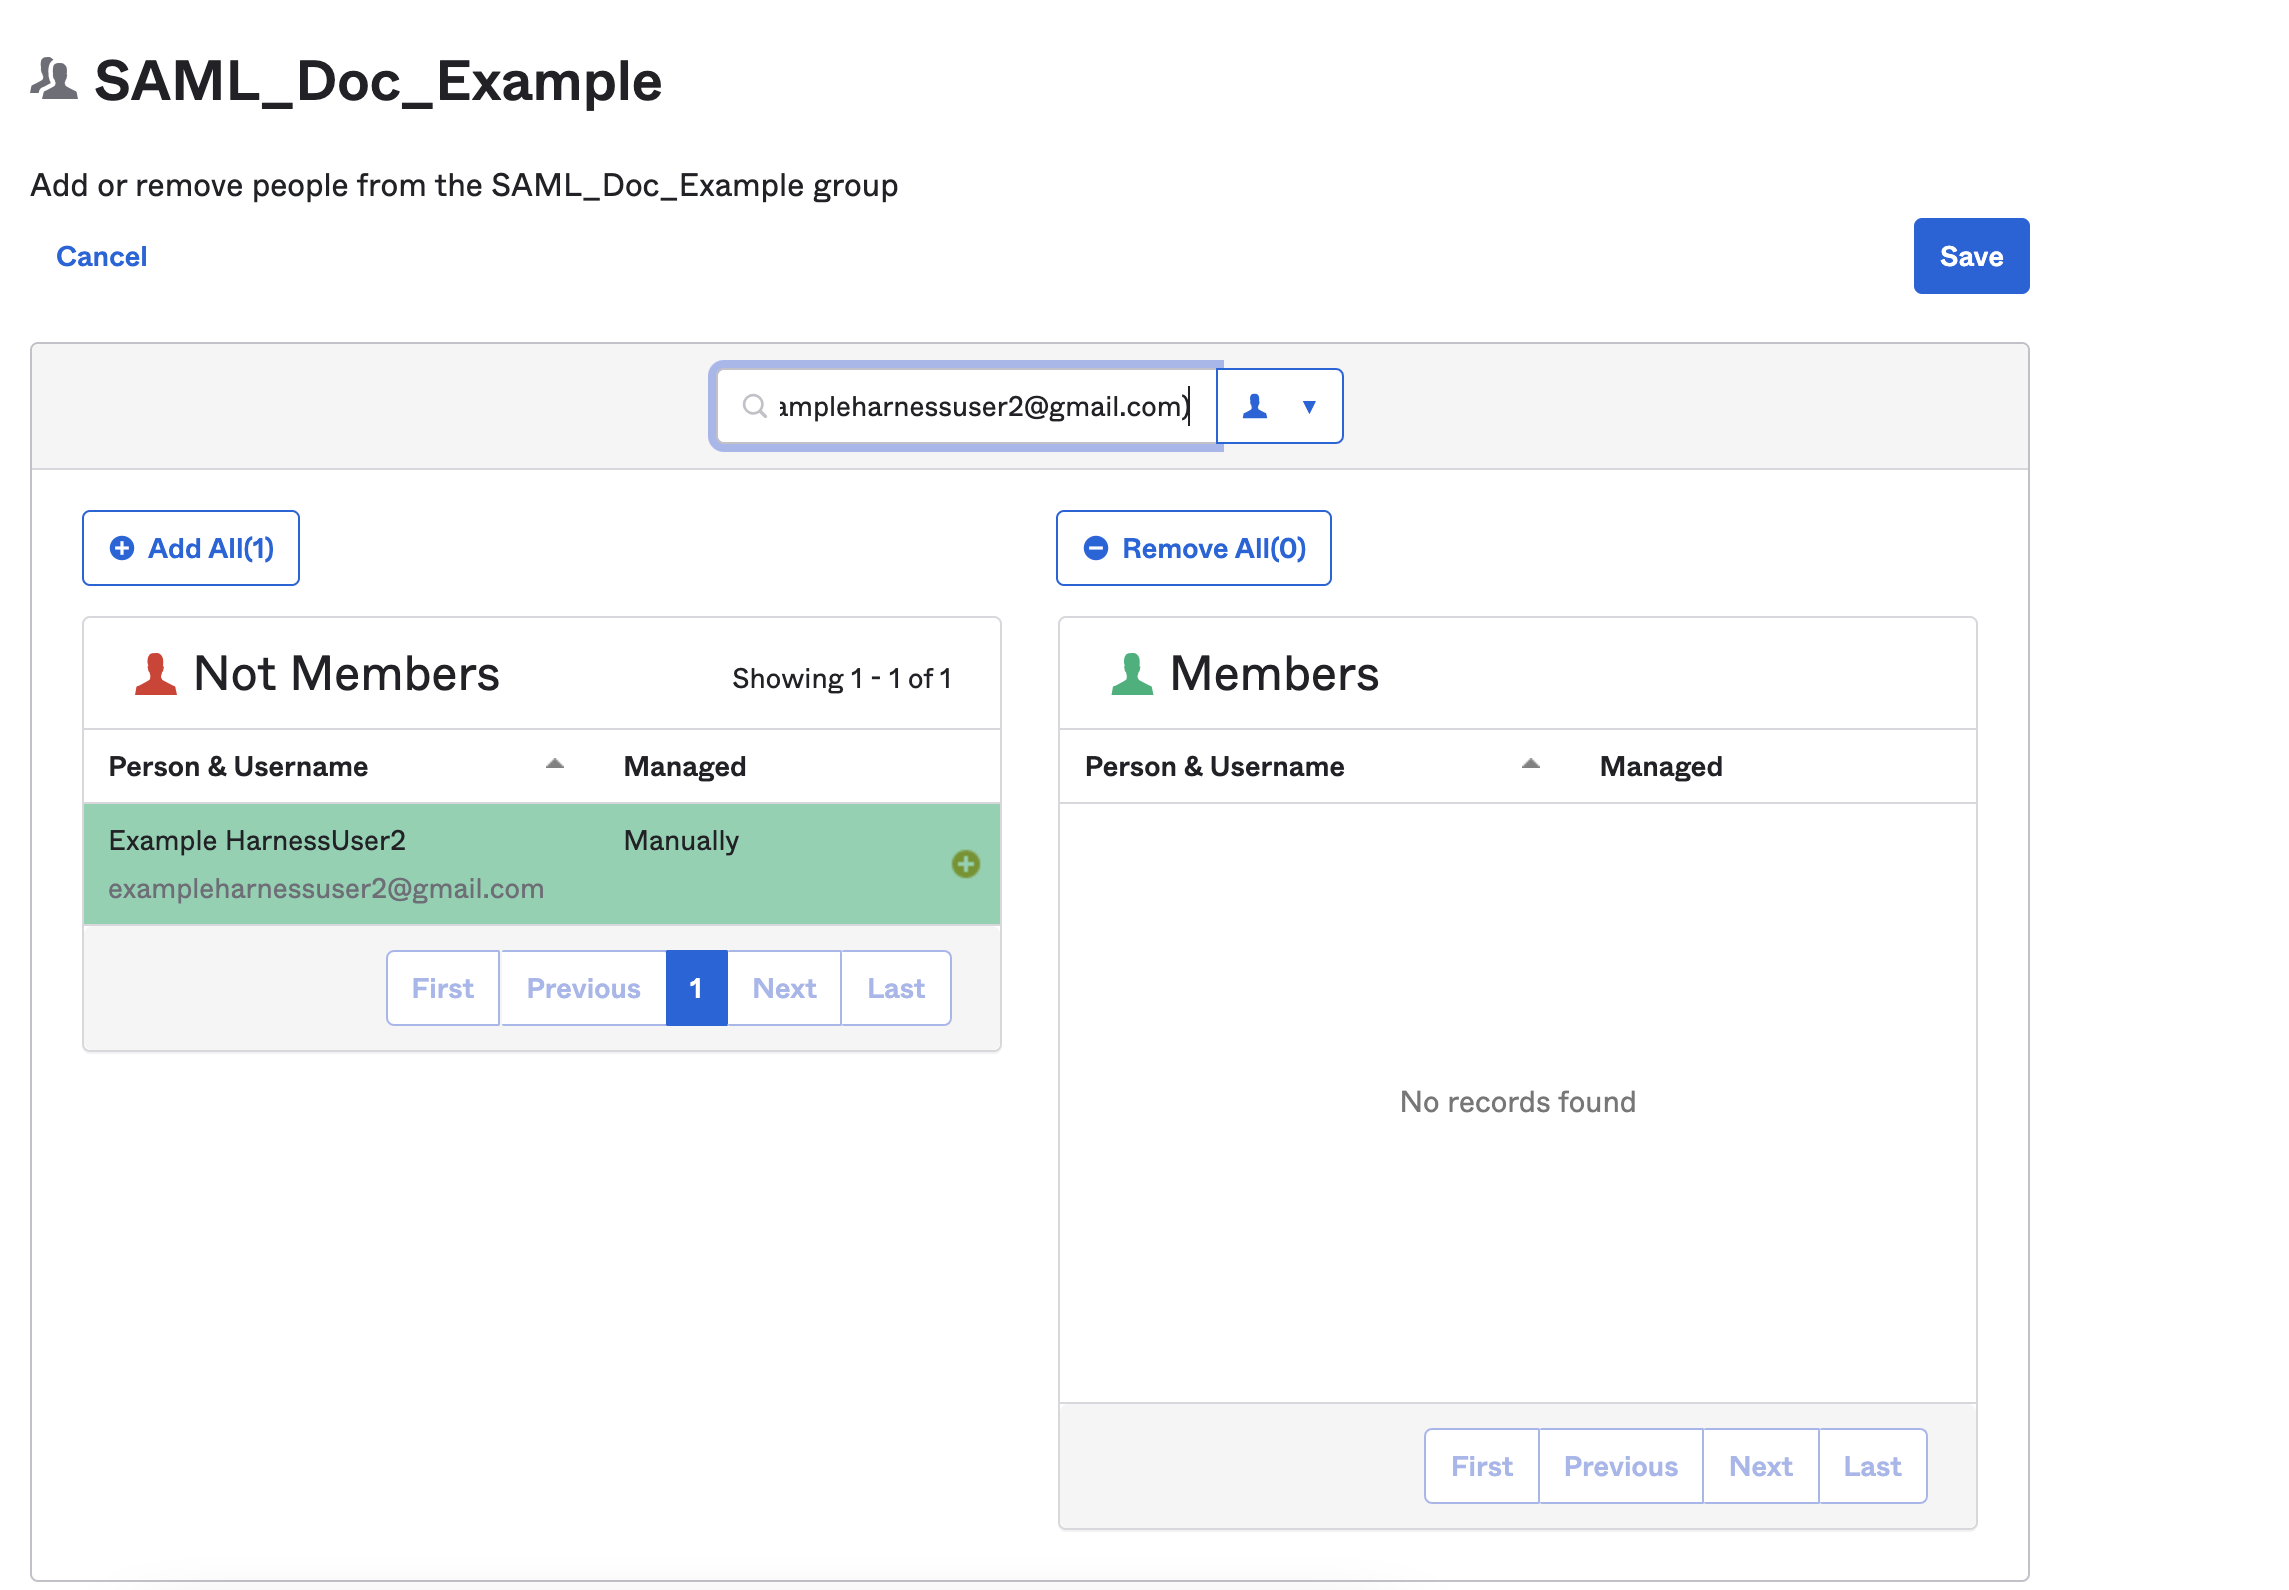 SAML_Doc_Example
Add or remove people from the SAML_Doc_Example group
Cancel
Save
ampleharnessuser2@gmail.com)
Add All(1)
Remove All(0)
Not Members
Showing 1 - 1 of 1
Person & Username
Managed
Example HarnessUser2
Manually
exampleharnessuser2@gmail.com
First
Previous
1
Next
Last
Members
Person & Username
Managed
No records found
First
Previous
Next
Last